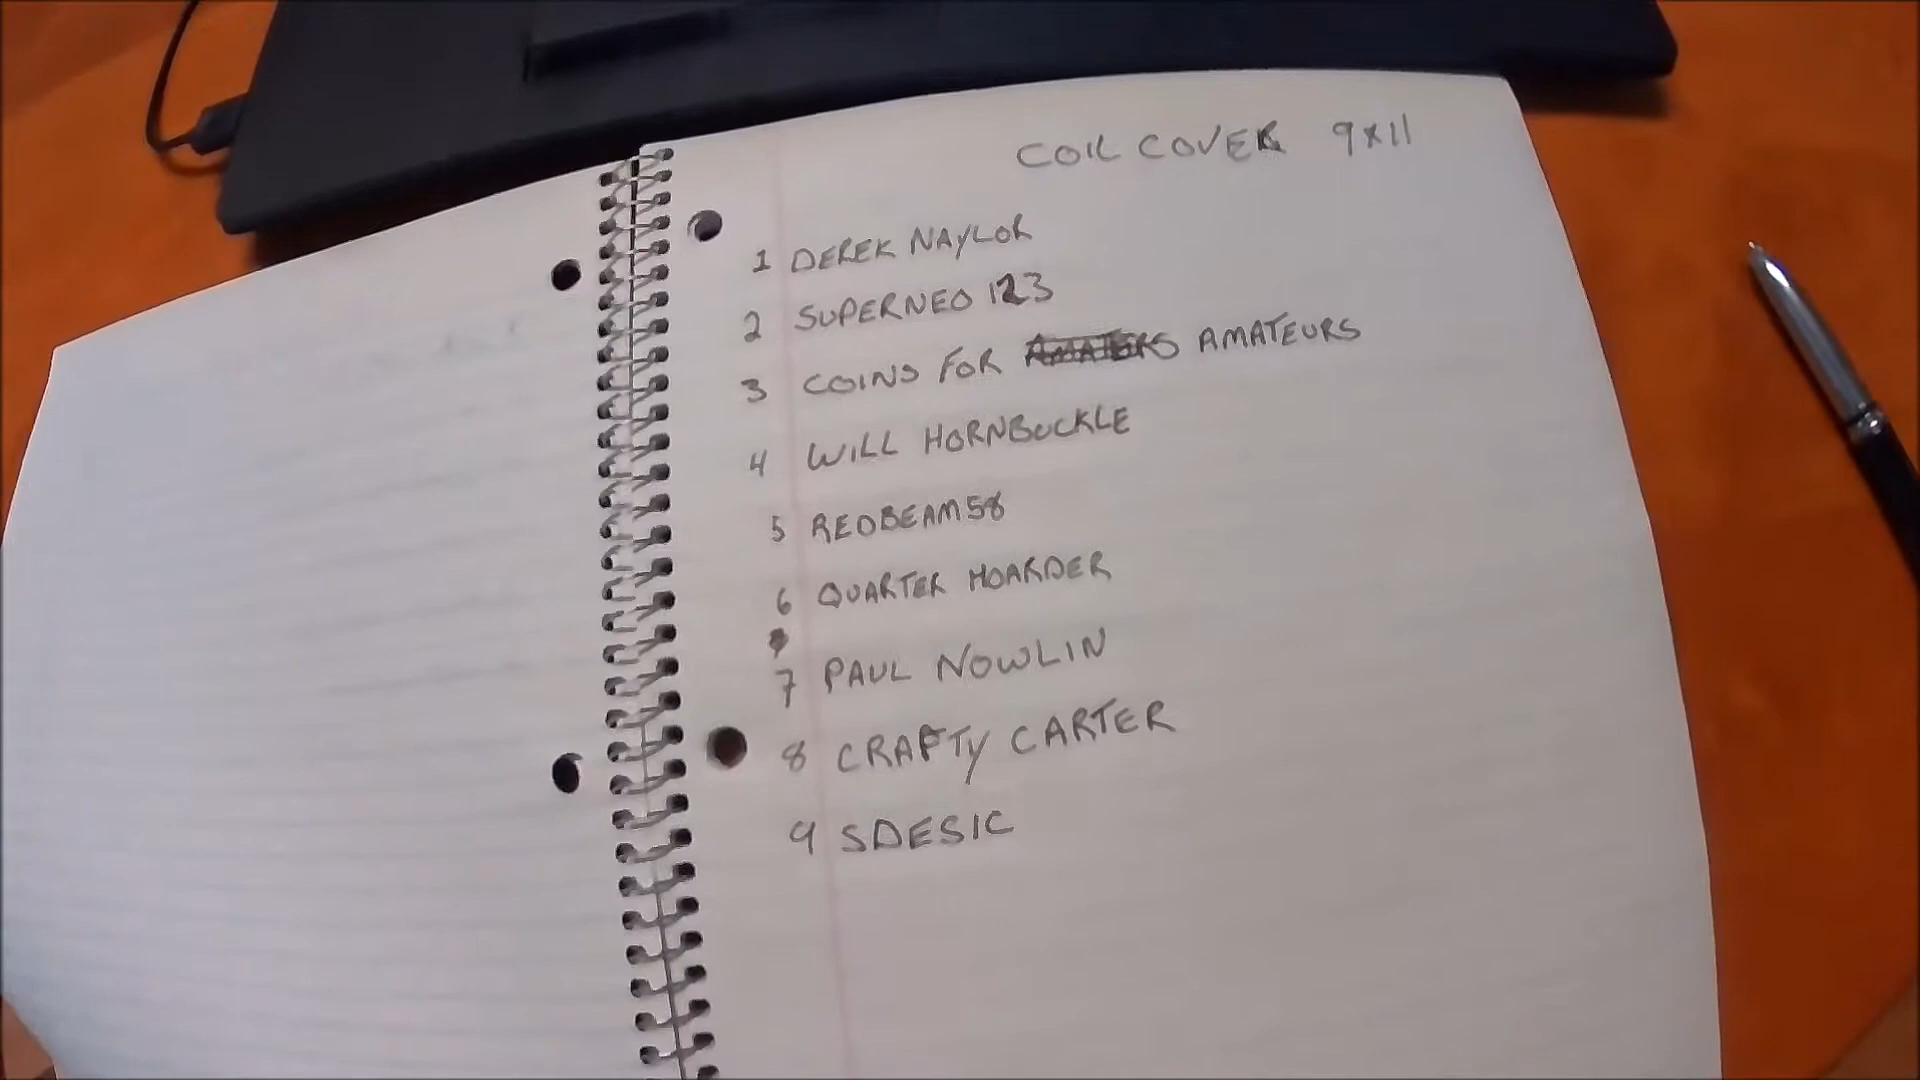 COIL COVER 9x11
1 DEREK NAYLOR
2 SUPERNEO 123
3 COINS FOR AMATEURS
4 WILL HORNBUCKLE
5 REDBEAM58
6 QUARTER HOARDER
7 PAUL NOWLIN
8 CRAFTY CARTER
9 SDESIC